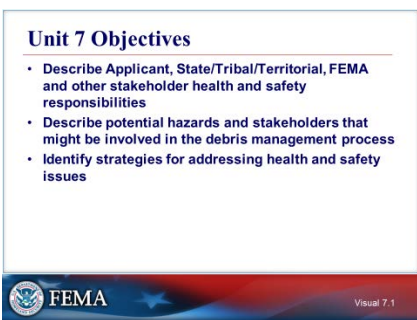 Unit 7 Objectives
• Describe Applicant, State/Tribal/Territorial, FEMA
and other stakeholder health and safety
responsibilities
• Describe potential hazards and stakeholders that
might be involved in the debris management process
• Identify strategies for addressing health and safety
issues
FEMA
Visual 7.1